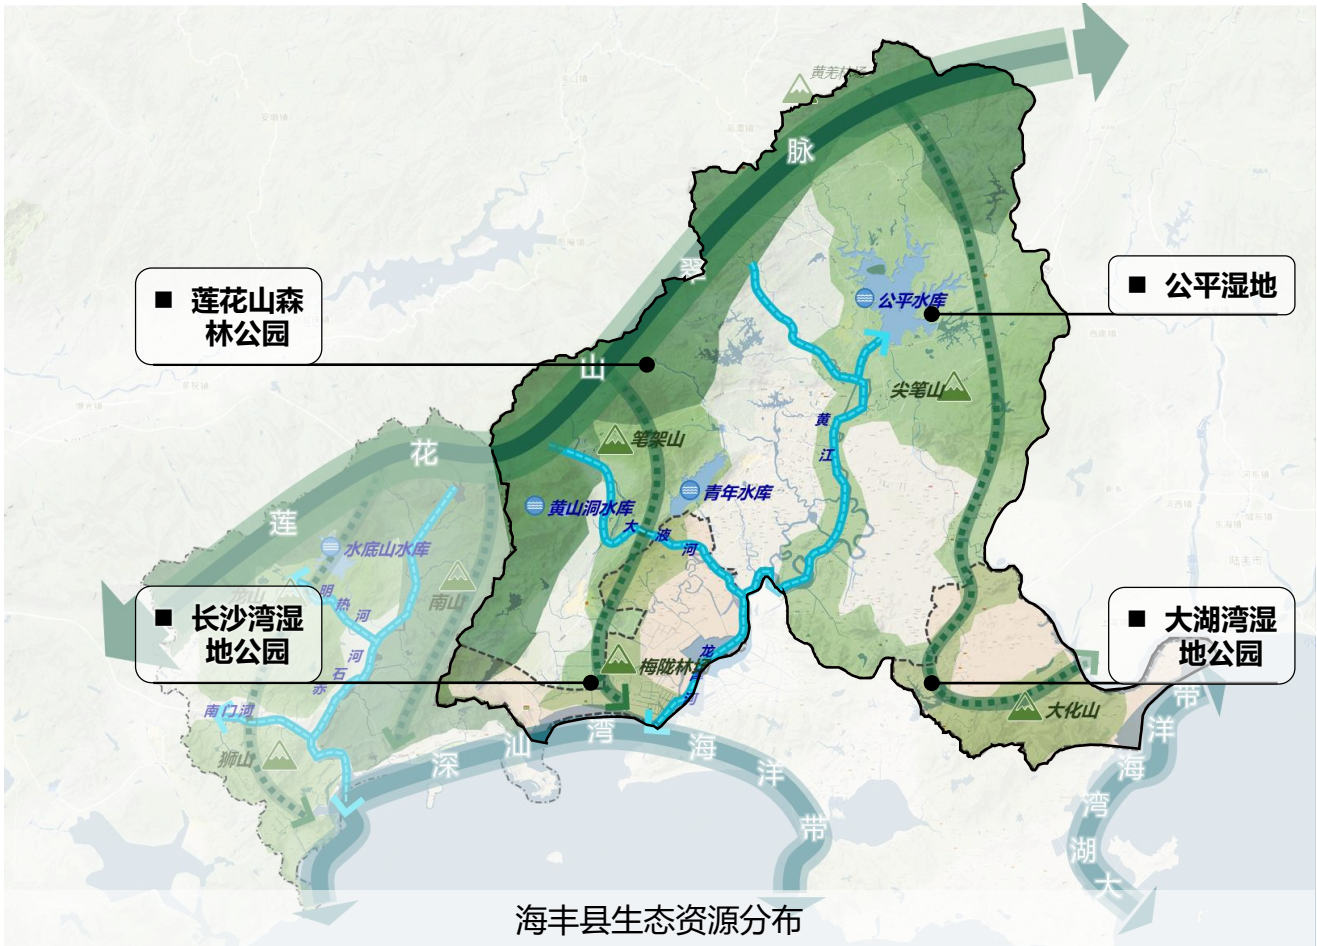 黄羌林场
脉
翠
山
花
莲
莲花山森
林公园
公平湿地
公平水库
尖笔山
黄
江
笔架山
青年水库
黄山洞水库
大
液
河
水底山水库
南山
明
热
河
河
石
赤
南门河
狮山
长沙湾湿
地公园
梅陇林场
龙
河
大湖湾湿
地公园
大化山
深
汕
湾
海
洋
带
带
洋
海
湾
湖
大
海丰县生态资源分布